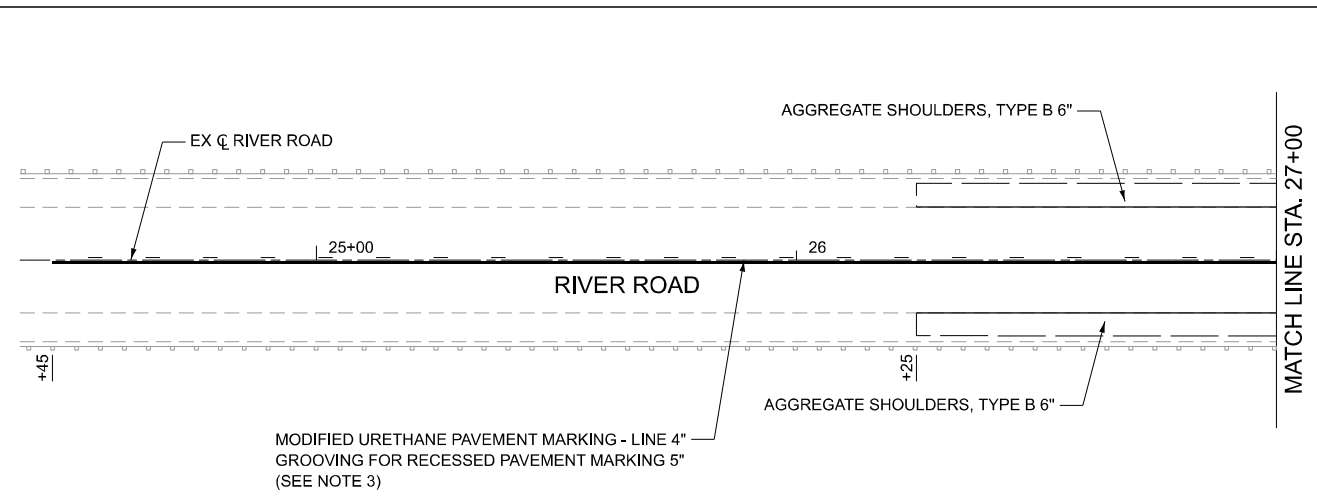 AGGREGATE SHOULDERS, TYPE B 6"
EX ℄ RIVER ROAD
MATCH LINE STA. 27+00
25+00
26
RIVER ROAD
+45
+25
AGGREGATE SHOULDERS, TYPE B 6"
MODIFIED URETHANE PAVEMENT MARKING - LINE 4"
GROOVING FOR RECESSED PAVEMENT MARKING 5"
(SEE NOTE 3)